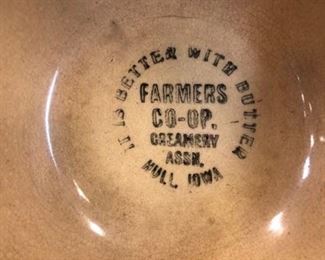 IT IS BETTER WITH BUTTER
FARMERS
CO-OP.
CREAMERY
ASSN.
HULL, IOWA